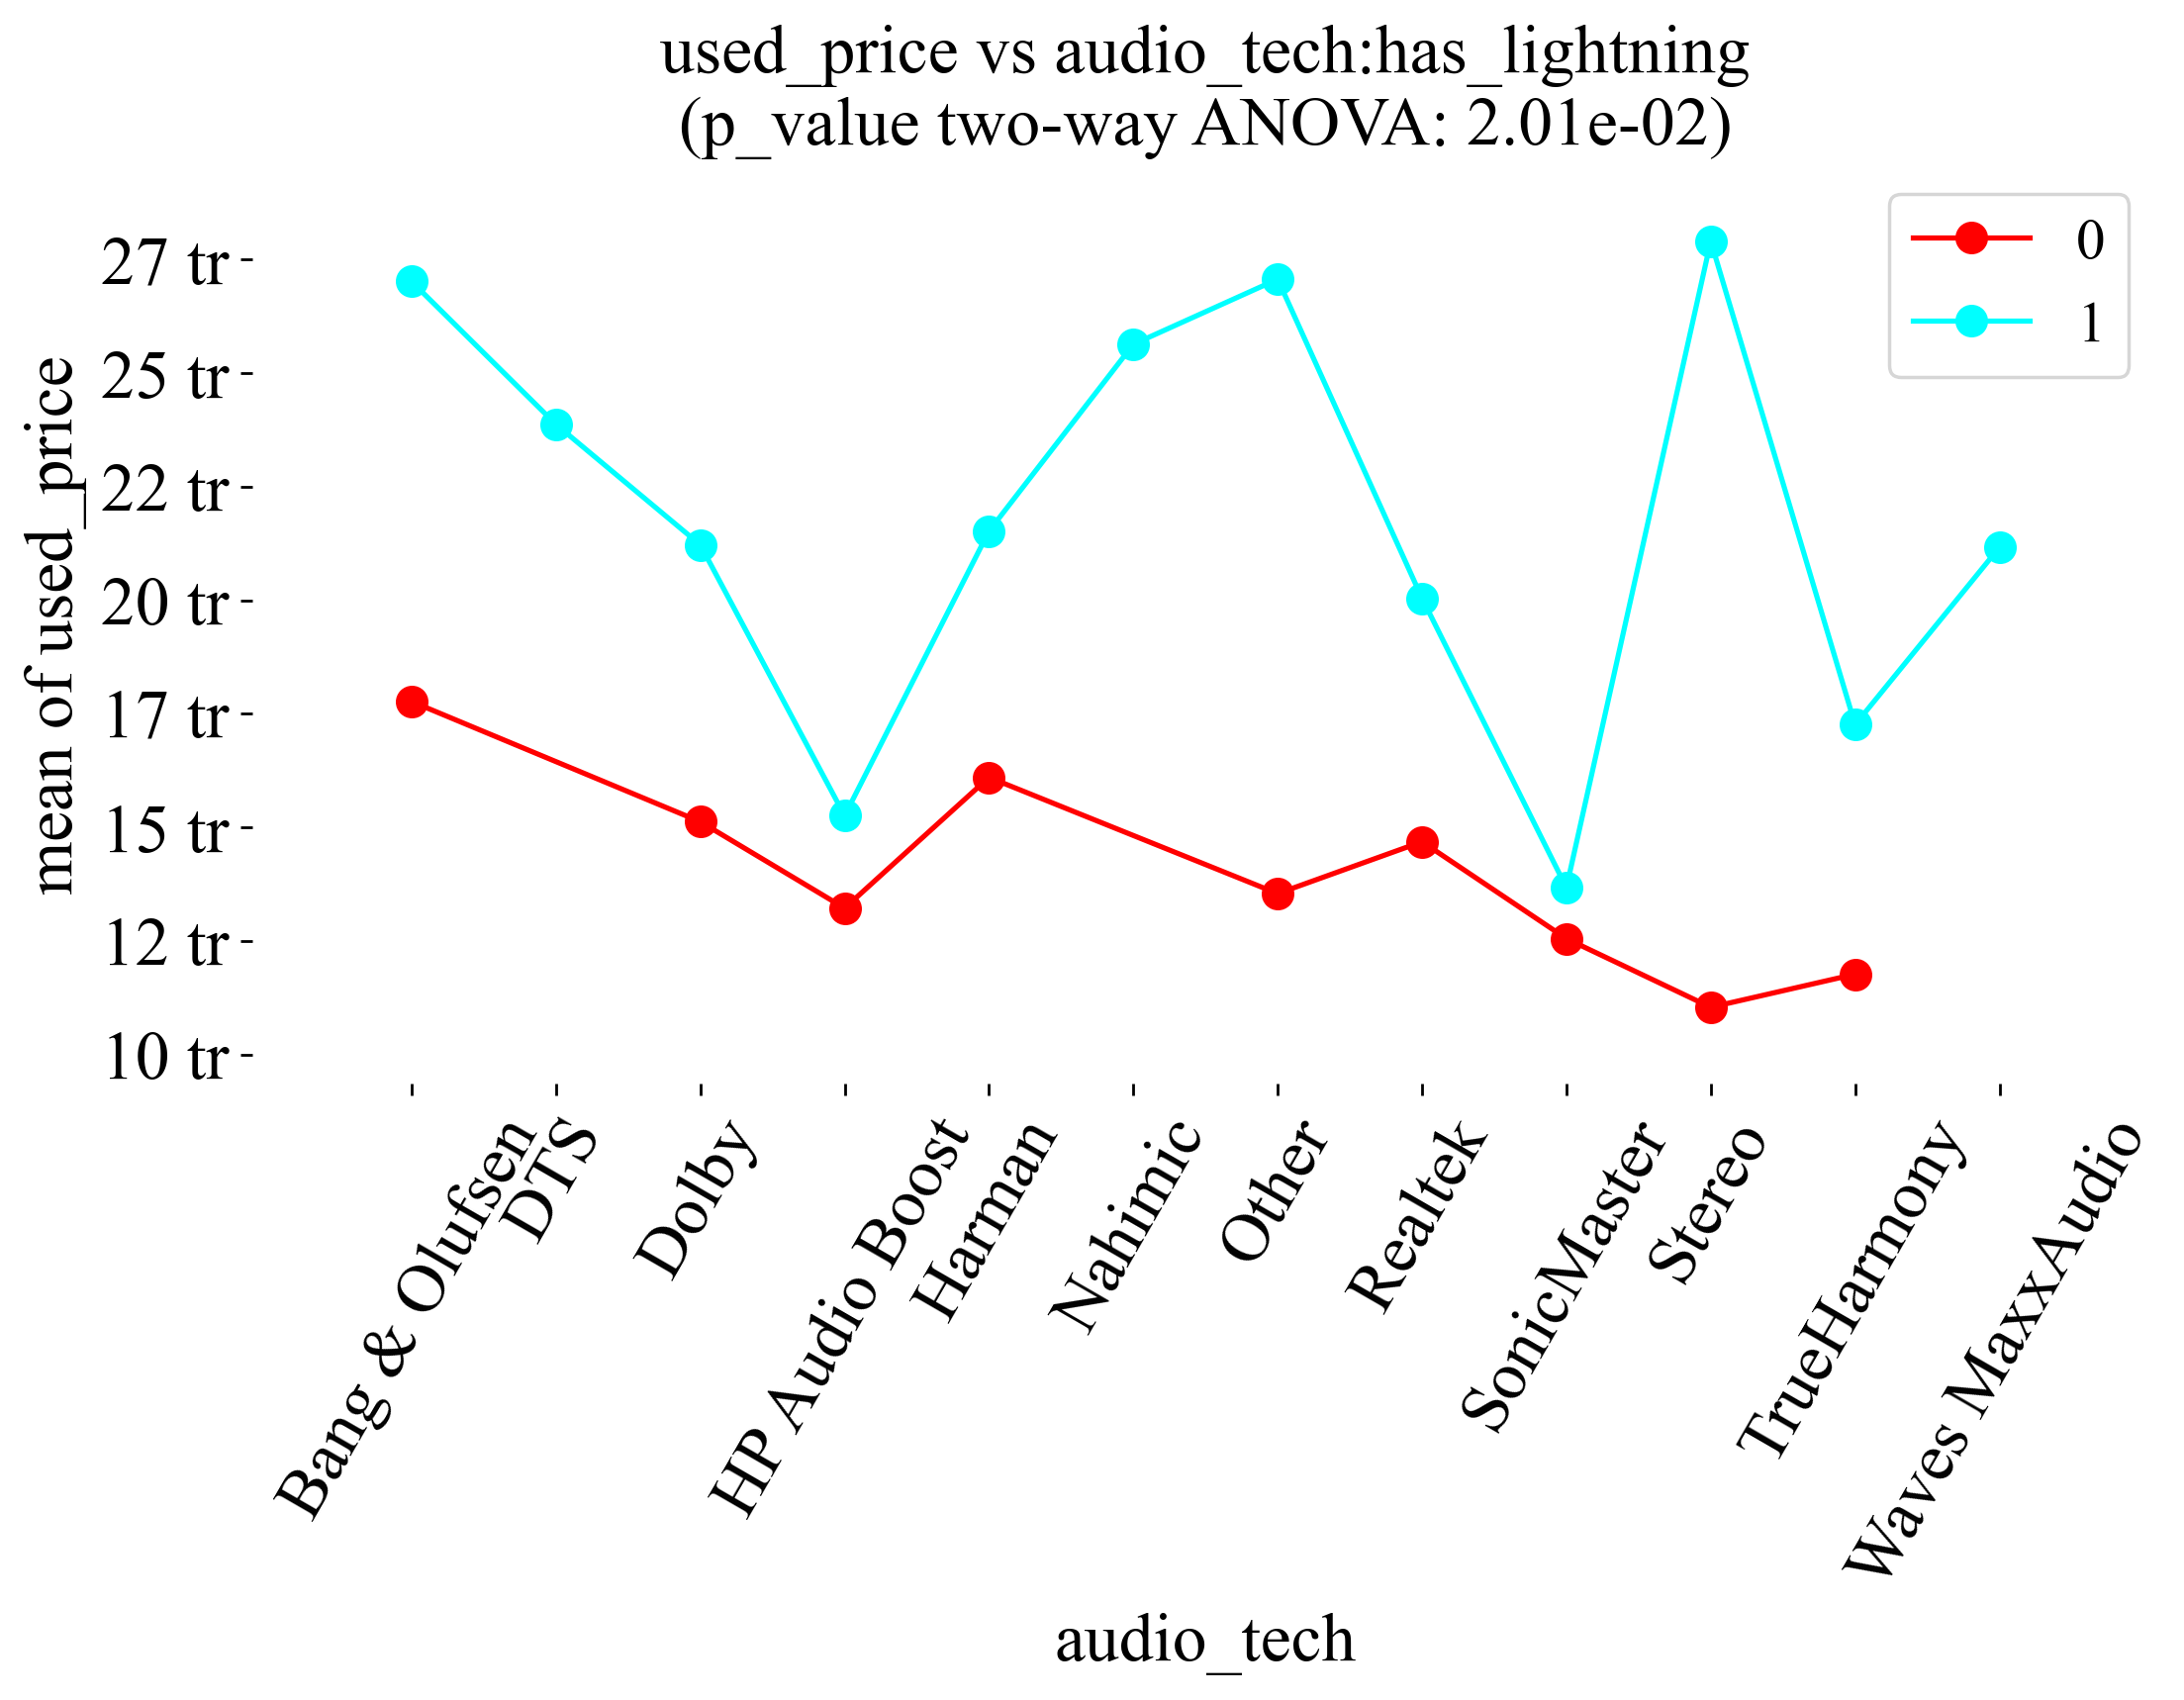 used_price vs audio_tech:has_lightning
(p_value two-way ANOVA: 2.01e-02)
0
1
mean of used_price
27 tr
25 tr
22 tr
20 tr
17 tr
15 tr
12 tr
10 tr
Bang & Olufsen
DTS
Dolby
HP Audio Boost
Harman
Nahimic
Other
Realtek
SonicMaster
Stereo
TrueHarmony
Waves MaxxAudio
audio_tech